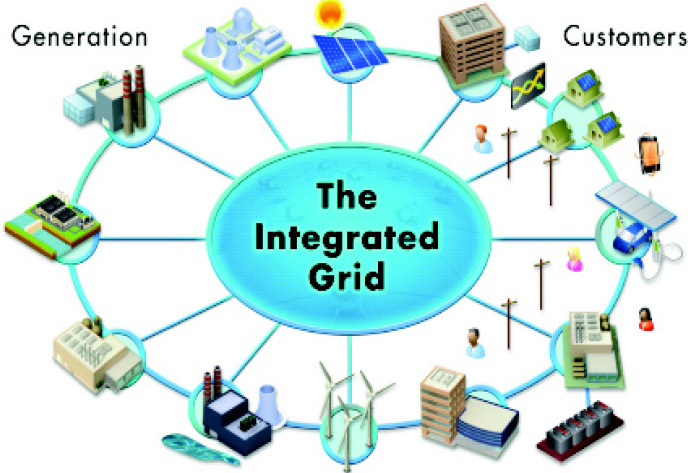 Generation
Customers
The
Integrated
Grid